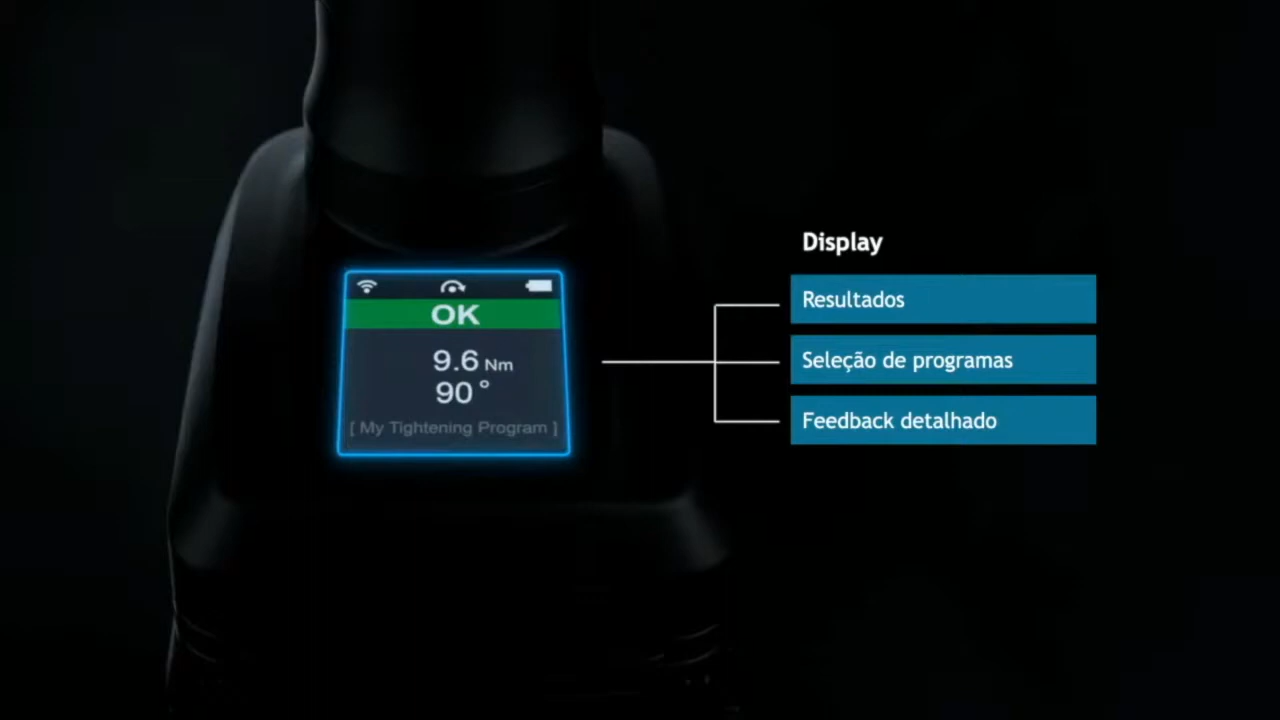 OK
9.6 Nm
90°
[ My Tightening Program ]
Display
Resultados
Seleção de programas
Feedback detalhado